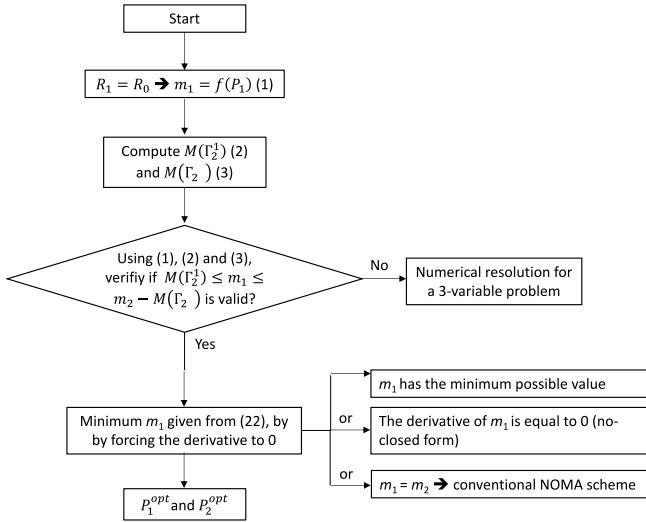 Start
R₁ = R₀ ➔ m₁ = f(P₁) (1)
Compute M(Γ₂¹) (2)
and M(Γ₂ ) (3)
Using (1), (2) and (3),
verifiy if M(Γ₂¹) ≤ m₁ ≤
m₂ − M(Γ₂ ) is valid?
No
Numerical resolution for
a 3-variable problem
Yes
Minimum m₁ given from (22), by
by forcing the derivative to 0
m₁ has the minimum possible value
or
The derivative of m₁ is equal to 0 (no-
closed form)
or
m₁ = m₂ ➔ conventional NOMA scheme
P₁ᵒᵖᵗ and P₂ᵒᵖᵗ